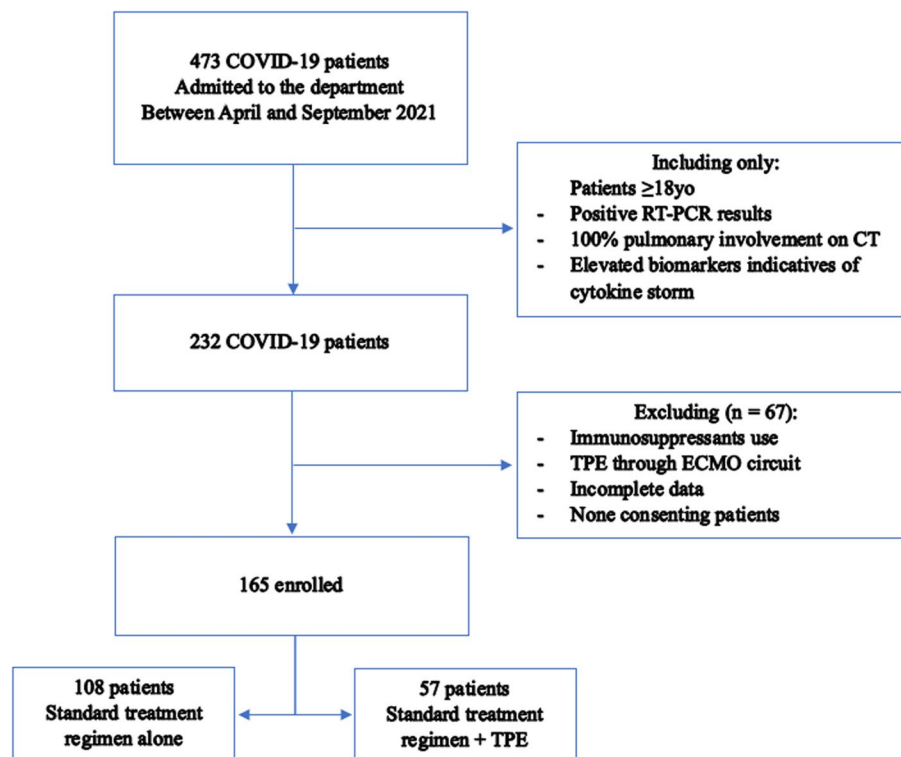 473 COVID-19 patients
Admitted to the department
Between April and September 2021
Including only:
Patients ≥18yo
- Positive RT-PCR results
- 100% pulmonary involvement on CT
- Elevated biomarkers indicatives of
cytokine storm
232 COVID-19 patients
Excluding (n = 67):
- Immunosuppressants use
- TPE through ECMO circuit
- Incomplete data
- None consenting patients
165 enrolled
108 patients
Standard treatment
regimen alone
57 patients
Standard treatment
regimen + TPE